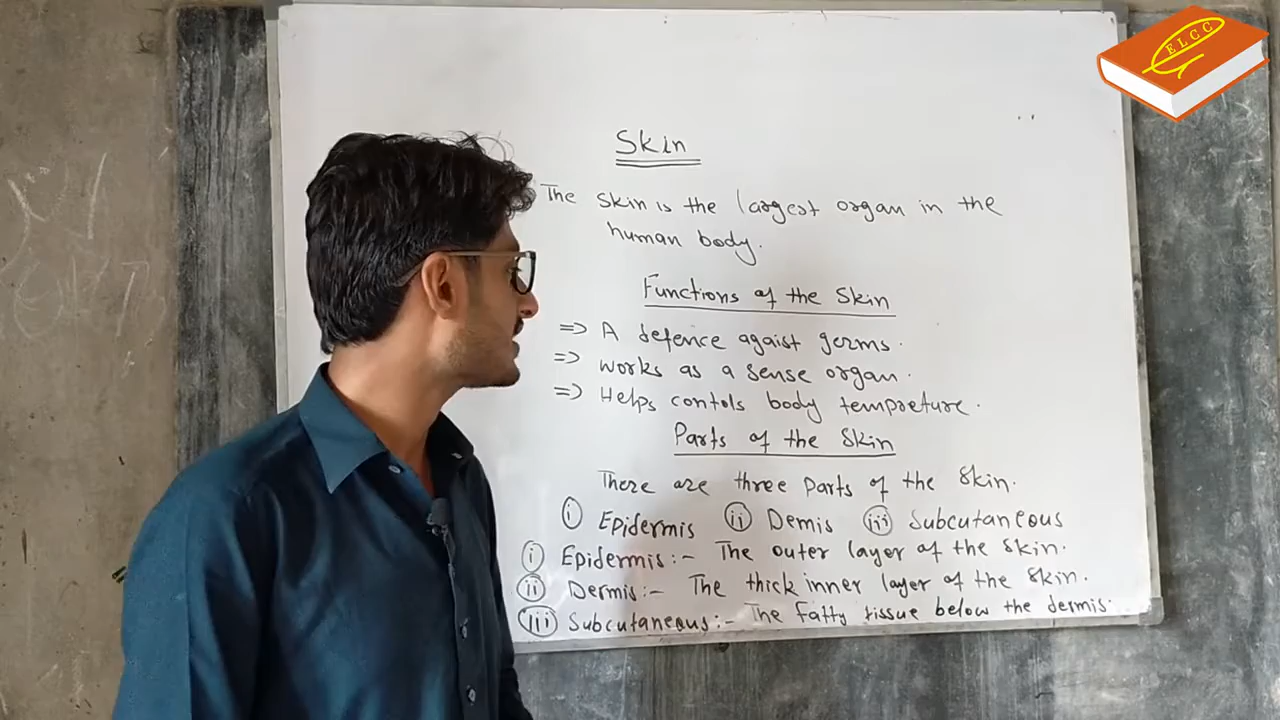 ELCC
Skin
The Skin is the largest organ in the
human body.
Functions of the Skin
⇒ A defence agaist germs.
⇒ works as a sense organ.
⇒ Helps contols body tempreture.
Parts of the Skin
There are three Parts of the Skin.
(i) Epidermis (ii) Demis (iii) Subcutaneous
(i) Epidermis:- The outer layer of the Skin.
(ii) Dermis:- The thick inner layer of the Skin.
(iii) Subcutaneous:- The fatty tissue below the dermis.